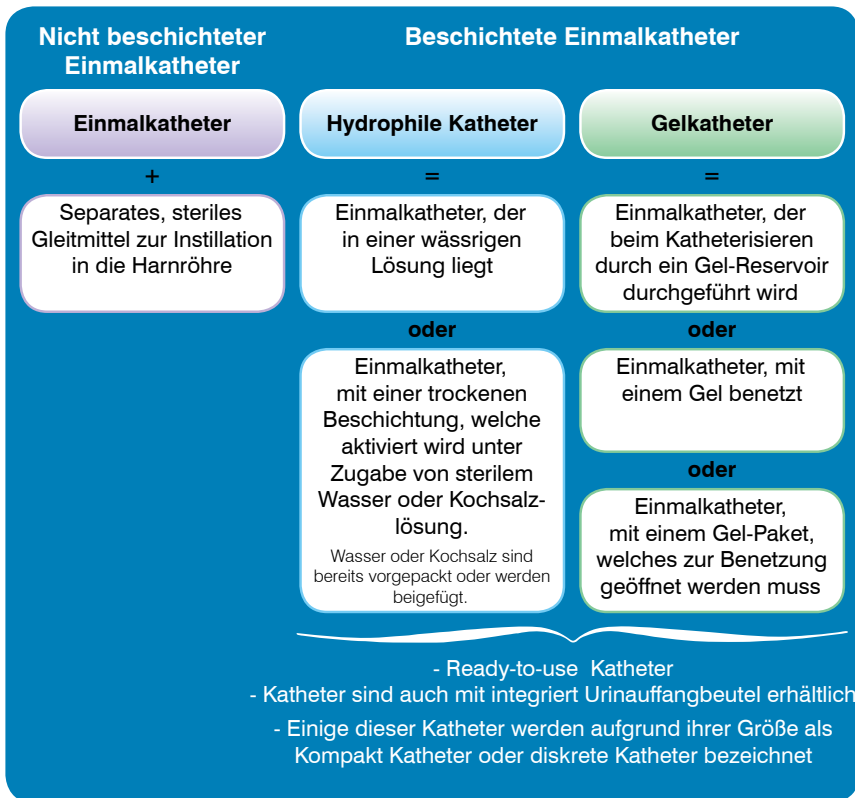 Nicht beschichteter
Einmalkatheter
Beschichtete Einmalkatheter
Einmalkatheter
+
Separates, steriles
Gleitmittel zur Instillation
in die Harnröhre
Hydrophile Katheter
=
Einmalkatheter, der
in einer wässrigen
Lösung liegt
oder
Einmalkatheter,
mit einer trockenen
Beschichtung, welche
aktiviert wird unter
Zugabe von sterilem
Wasser oder Kochsalz-
lösung.
Wasser oder Kochsalz sind
bereits vorgepackt oder werden
beigefügt.
Gelkatheter
=
Einmalkatheter, der
beim Katheterisieren
durch ein Gel-Reservoir
durchgeführt wird
oder
Einmalkatheter, mit
einem Gel benetzt
oder
Einmalkatheter,
mit einem Gel-Paket,
welches zur Benetzung
geöffnet werden muss
- Ready-to-use Katheter
- Katheter sind auch mit integriert Urinauffangbeutel erhältlich
- Einige dieser Katheter werden aufgrund ihrer Größe als
Kompakt Katheter oder diskrete Katheter bezeichnet